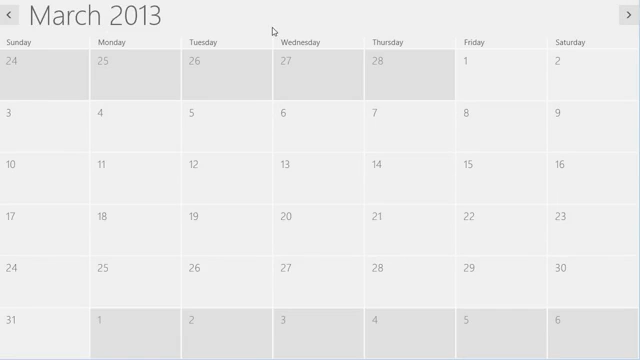 March 2013
Sunday Monday Tuesday Wednesday Thursday Friday Saturday
24 25 26 27 28 1 2
3 4 5 6 7 8 9
10 11 12 13 14 15 16
17 18 19 20 21 22 23
24 25 26 27 28 29 30
31 1 2 3 4 5 6